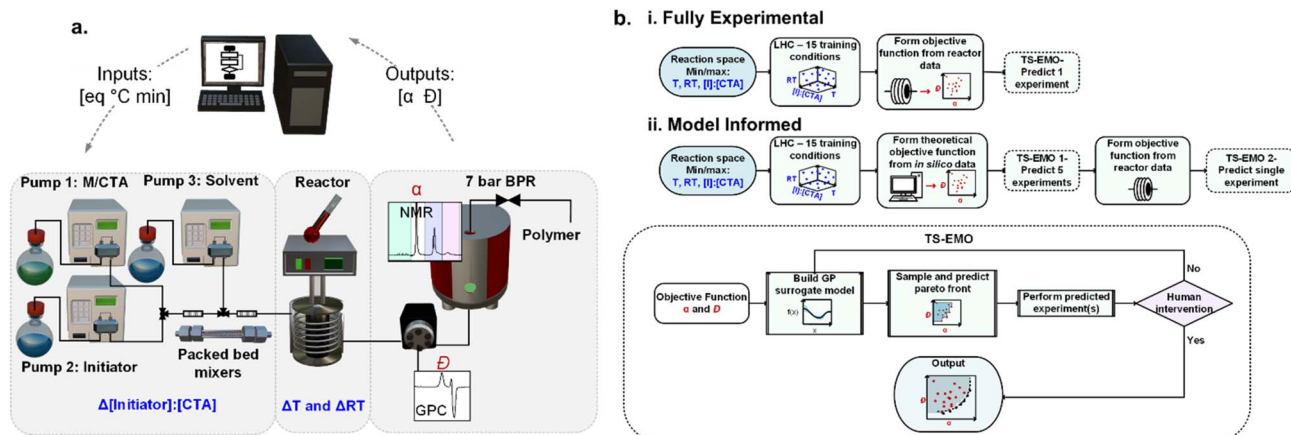 a.
Inputs:
[eq °C min]
Outputs:
[α Đ]
Pump 1: M/CTA
Pump 3: Solvent
Pump 2: Initiator
Packed bed
mixers
Δ[Initiator]:[CTA]
Reactor
ΔT and ΔRT
7 bar BPR
α
NMR
Polymer
Đ
GPC
b.
i. Fully Experimental
Reaction space
Min/max:
T, RT, [I]:[CTA]
LHC – 15 training
conditions
RT
[I]:[CTA]
T
Form objective
function from reactor
data
Đ
α
TS-EMO-
Predict 1
experiment
ii. Model Informed
Reaction space
Min/max:
T, RT, [I]:[CTA]
LHC – 15 training
conditions
RT
[I]:[CTA]
T
Form theoretical
objective function
from in silico data
Đ
α
TS-EMO 1-
Predict 5
experiments
Form objective
function from
reactor data
TS-EMO 2-
Predict single
experiment
TS-EMO
Objective Function
α and Đ
Build GP
surrogate model
f(x)
x
Sample and predict
pareto front
Đ
α
Perform predicted
experiment(s)
Human
intervention
No
Yes
Output
Đ
α